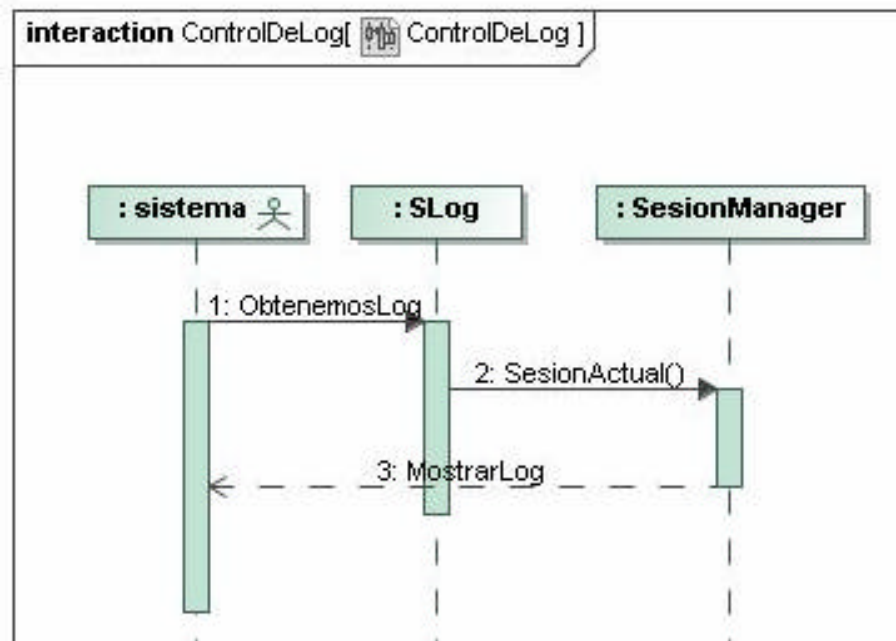 interaction ControlDeLog[ ControlDeLog ]
: sistema
: SLog
: SesionManager
1: ObtenemosLog
2: SesionActual()
3: MostrarLog